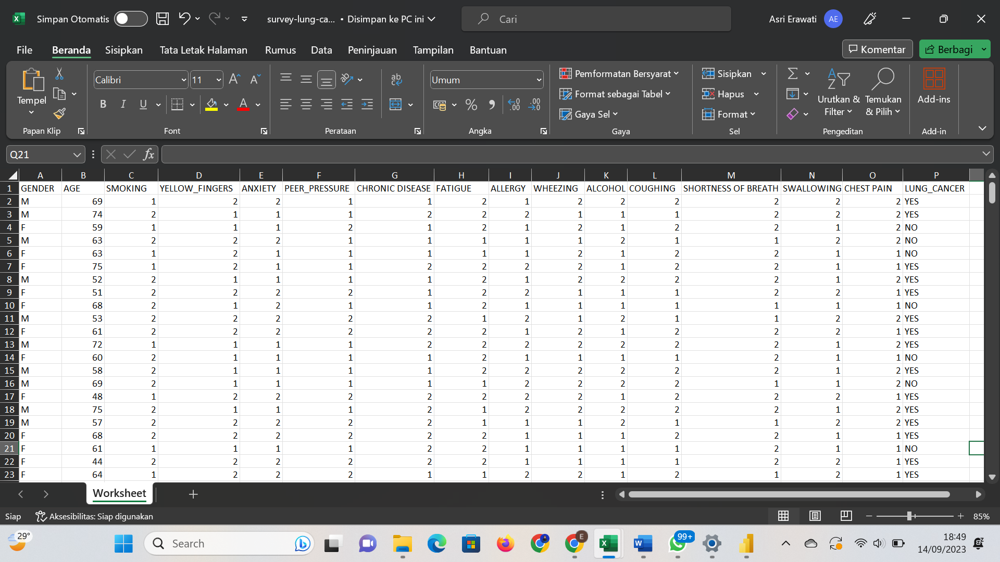 Simpan Otomatis survey-lung-ca... • Disimpan ke PC ini Cari Asri Erawati AE
File Beranda Sisipkan Tata Letak Halaman Rumus Data Peninjauan Tampilan Bantuan Komentar Berbagi
Tempel Calibri 11 Umum Pemformatan Bersyarat Sisipkan Urutkan & Filter Temukan & Pilih Add-ins
Format sebagai Tabel Hapus
Gaya Sel Format
Papan Klip Font Perataan Angka Gaya Sel Pengeditan Add-in
Q21 fx
A B C D E F G H I J K L M N O P
1 GENDER AGE SMOKING YELLOW_FINGERS ANXIETY PEER_PRESSURE CHRONIC DISEASE FATIGUE ALLERGY WHEEZING ALCOHOL COUGHING SHORTNESS OF BREATH SWALLOWING CHEST PAIN LUNG_CANCER
2 M 69 1 2 2 1 1 2 1 2 2 2 2 2 2 YES
3 M 74 2 1 1 1 2 2 2 1 1 1 2 2 2 YES
4 F 59 1 1 1 2 1 2 1 2 1 2 2 1 2 NO
5 M 63 2 2 2 1 1 1 1 1 2 1 1 2 2 NO
6 F 63 1 2 1 1 1 1 1 2 1 2 2 1 1 NO
7 F 75 1 2 1 1 2 2 2 2 1 2 2 1 1 YES
8 M 52 2 1 1 1 1 2 1 2 2 2 2 1 2 YES
9 F 51 2 2 2 2 1 2 2 1 1 1 2 2 1 YES
10 F 68 2 1 2 1 1 2 1 1 1 1 1 1 1 NO
11 M 53 2 2 2 2 2 1 2 1 2 1 1 2 2 YES
12 F 61 2 2 2 2 2 2 1 2 1 2 2 2 1 YES
13 M 72 1 1 1 1 2 2 2 2 2 2 2 1 2 YES
14 F 60 2 1 1 1 1 2 1 1 1 1 2 1 1 NO
15 M 58 2 1 1 1 1 2 2 2 2 2 2 1 2 YES
16 M 69 2 1 1 1 1 1 2 2 2 2 1 1 2 NO
17 F 48 1 2 2 2 2 2 2 2 1 2 2 2 1 YES
18 M 75 2 1 1 1 2 1 2 2 2 2 2 1 2 YES
19 M 57 2 2 2 2 2 1 1 1 2 1 1 2 2 YES
20 F 68 2 2 2 2 2 2 1 1 1 2 2 1 1 YES
21 F 61 1 1 1 1 2 2 1 1 1 1 2 1 1 NO
22 F 44 2 2 2 2 2 2 1 1 1 1 2 2 1 YES
23 F 64 1 2 2 2 1 1 2 2 1 2 1 2 1 YES
Worksheet
Siap Aksesibilitas: Siap digunakan 85%
29° Search 99+ 18:49
14/09/2023